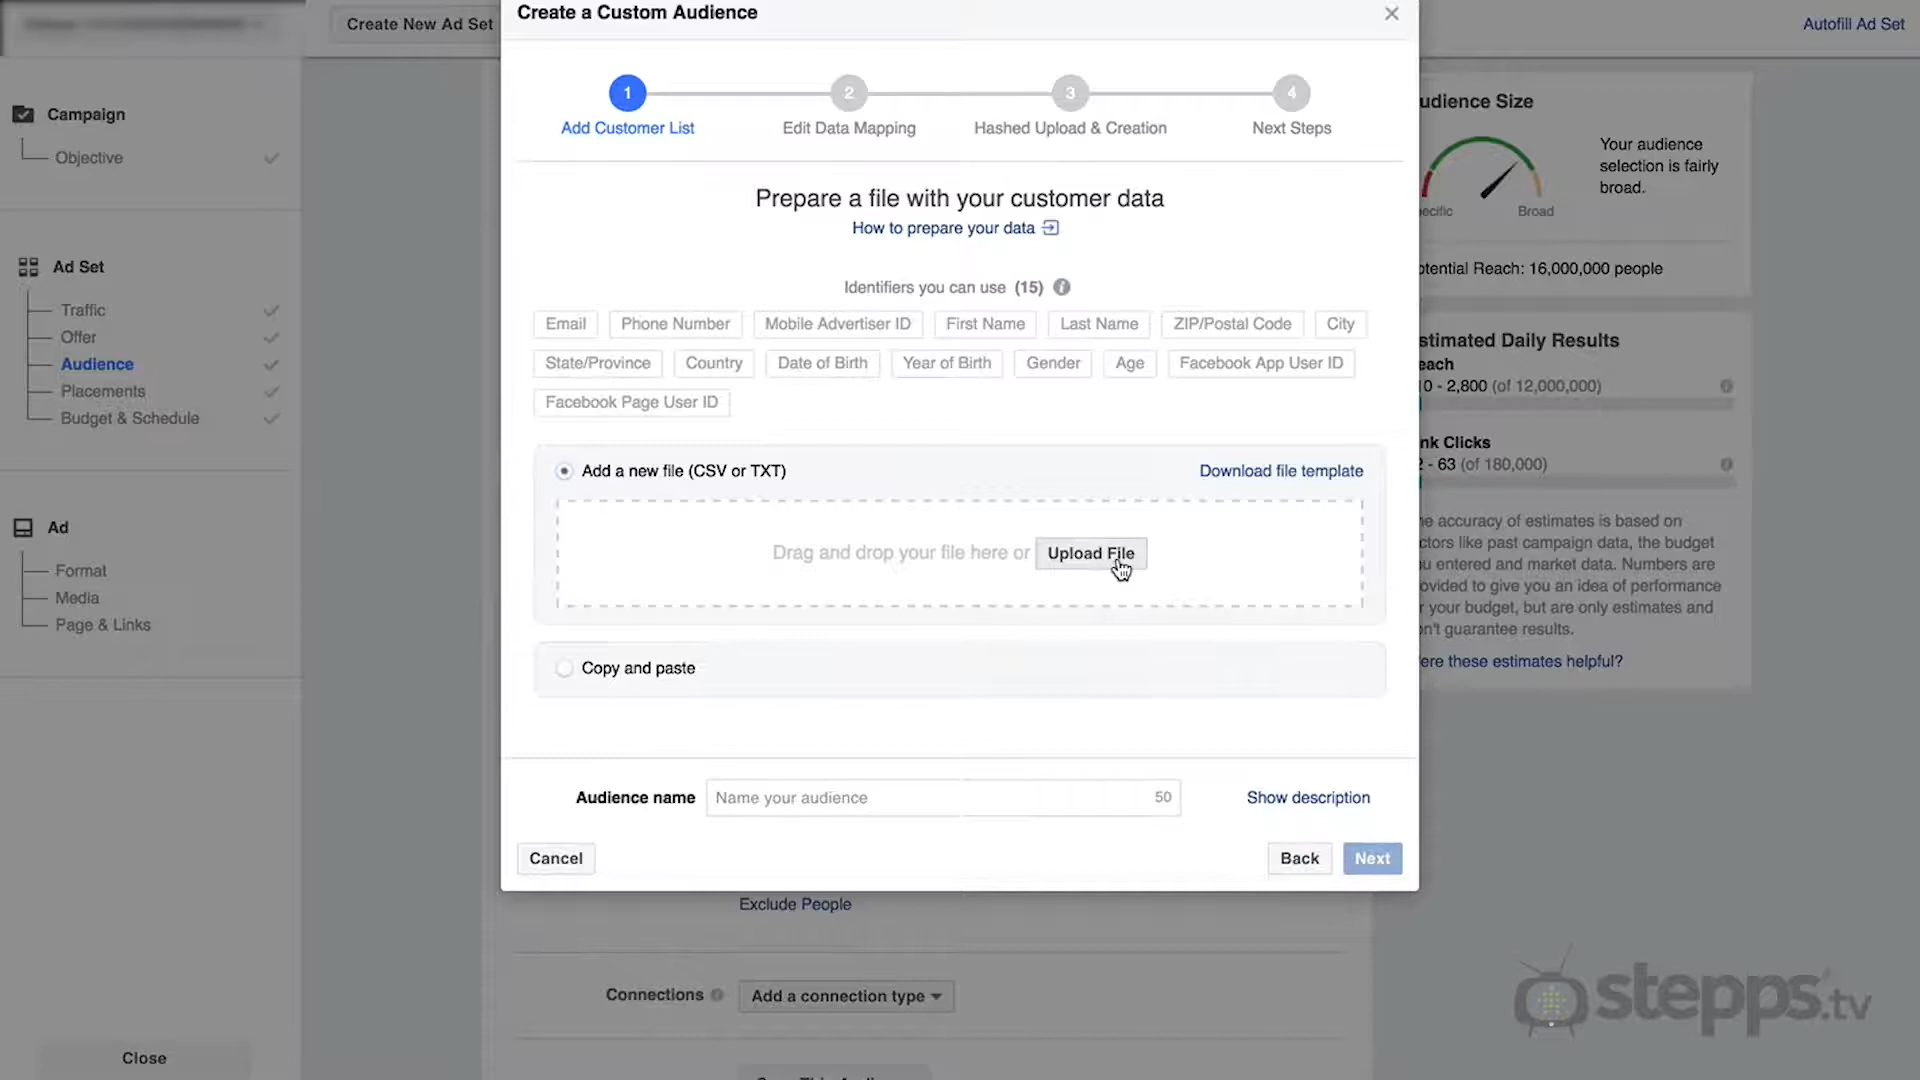 Create New Ad Set
Autofill Ad Set
Campaign
Objective
Ad Set
Traffic
Offer
Audience
Placements
Budget & Schedule
Ad
Format
Media
Page & Links
Close
Create a Custom Audience
1
2
3
4
Add Customer List
Edit Data Mapping
Hashed Upload & Creation
Next Steps
Prepare a file with your customer data
How to prepare your data
Identifiers you can use (15)
Email
Phone Number
Mobile Advertiser ID
First Name
Last Name
ZIP/Postal Code
City
State/Province
Country
Date of Birth
Year of Birth
Gender
Age
Facebook App User ID
Facebook Page User ID
Add a new file (CSV or TXT)
Download file template
Drag and drop your file here or
Upload File
Copy and paste
Audience name
Name your audience
50
Show description
Cancel
Back
Next
Exclude People
Connections
Add a connection type
udience Size
Your audience
selection is fairly
broad.
ecific
Broad
otential Reach: 16,000,000 people
stimated Daily Results
each
0 - 2,800 (of 12,000,000)
nk Clicks
- 63 (of 180,000)
he accuracy of estimates is based on
ctors like past campaign data, the budget
u entered and market data. Numbers are
ovided to give you an idea of performance
r your budget, but are only estimates and
n't guarantee results.
ere these estimates helpful?
stepps.tv